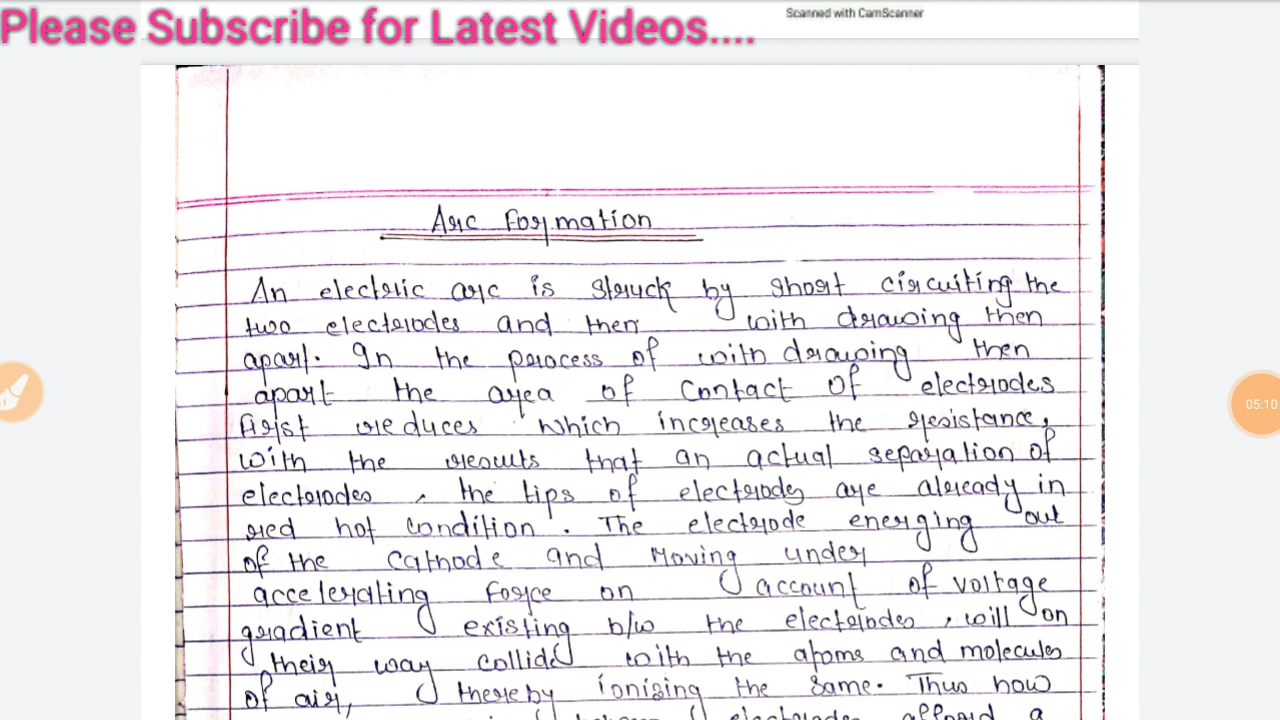 Please Subscribe for Latest Videos....
Scanned with CamScanner
Arc Formation
An electric arc is struck by short circuiting the
two electrodes and then with drawing then
apart. In the process of with drawing then
apart the area of contact of electrodes
first reduces which increases the resistance,
with the results that an actual separation of
electrodes, the tips of electrodes are already in
red hot condition. The electrode energing out
of the cathode and Moving under
accelerating force on account of voltage
gradient existing b/w the electrodes, will on
their way collide with the atoms and molecules
of air, thereby ionising the same. Thus now
electrodes afford a
05:10